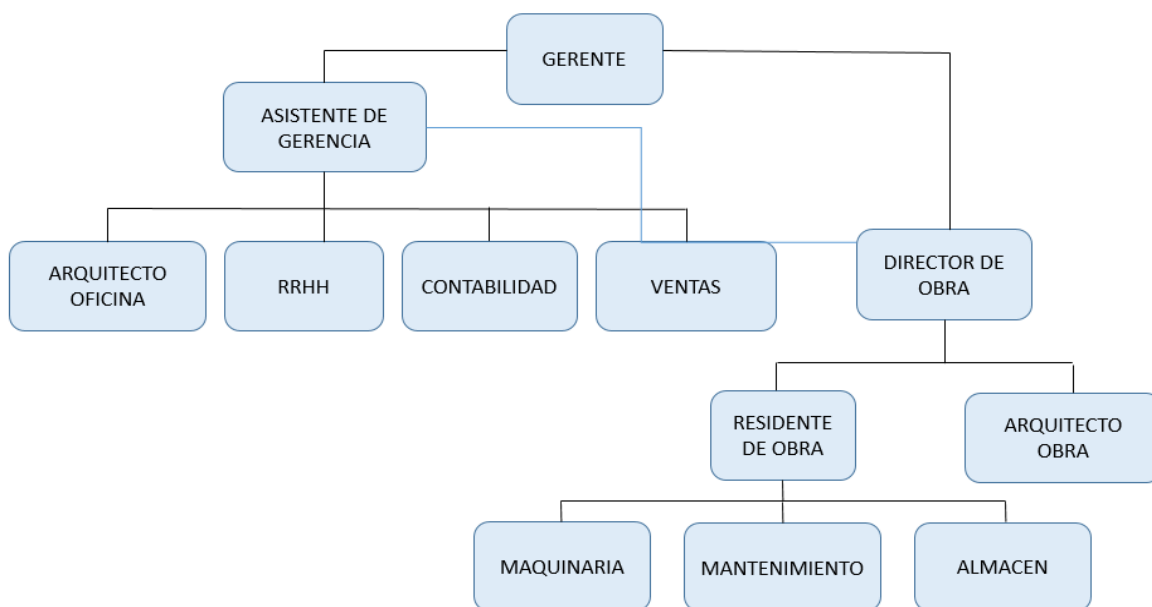 GERENTE
ASISTENTE DE
GERENCIA
ARQUITECTO
OFICINA
RRHH
CONTABILIDAD
VENTAS
DIRECTOR DE
OBRA
RESIDENTE
DE OBRA
ARQUITECTO
OBRA
MAQUINARIA
MANTENIMIENTO
ALMACEN